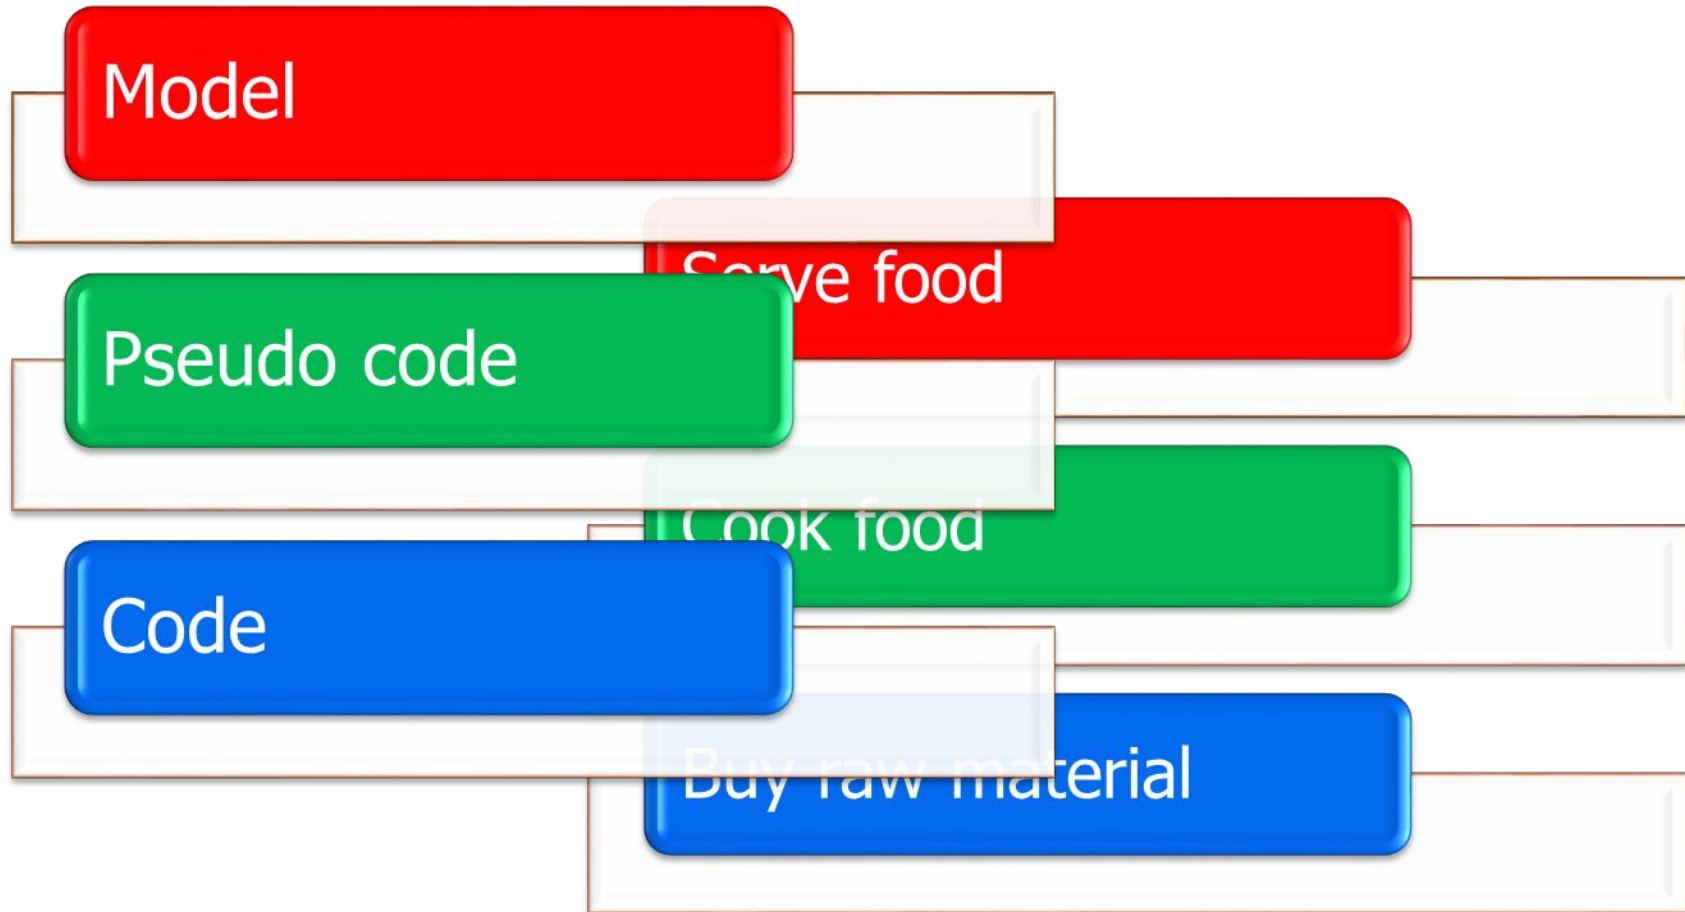 Model
Serve food
Pseudo code
Cook food
Code
Buy raw material